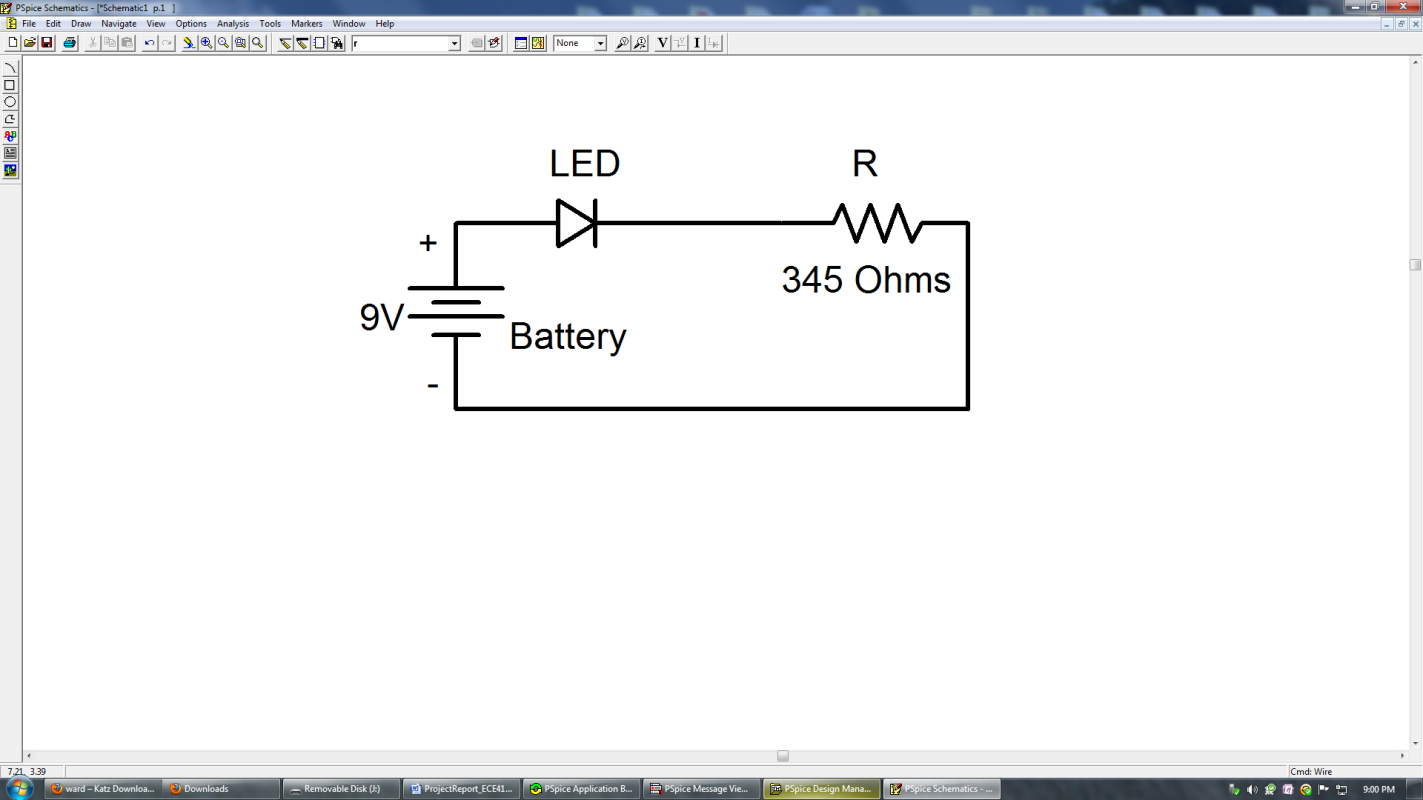 PSpice Schematics - [*Schematic1 p.1 ]
File Edit Draw Navigate View Options Analysis Tools Markers Window Help
r None V I
LED R
+
345 Ohms
9V
Battery
-
7.21, 3.39 Cmd: Wire
ward – Katz Downloa... Downloads Removable Disk (J:) ProjectReport_ECE41... PSpice Application B... PSpice Message Vie... PSpice Design Mana... PSpice Schematics - ... 9:00 PM